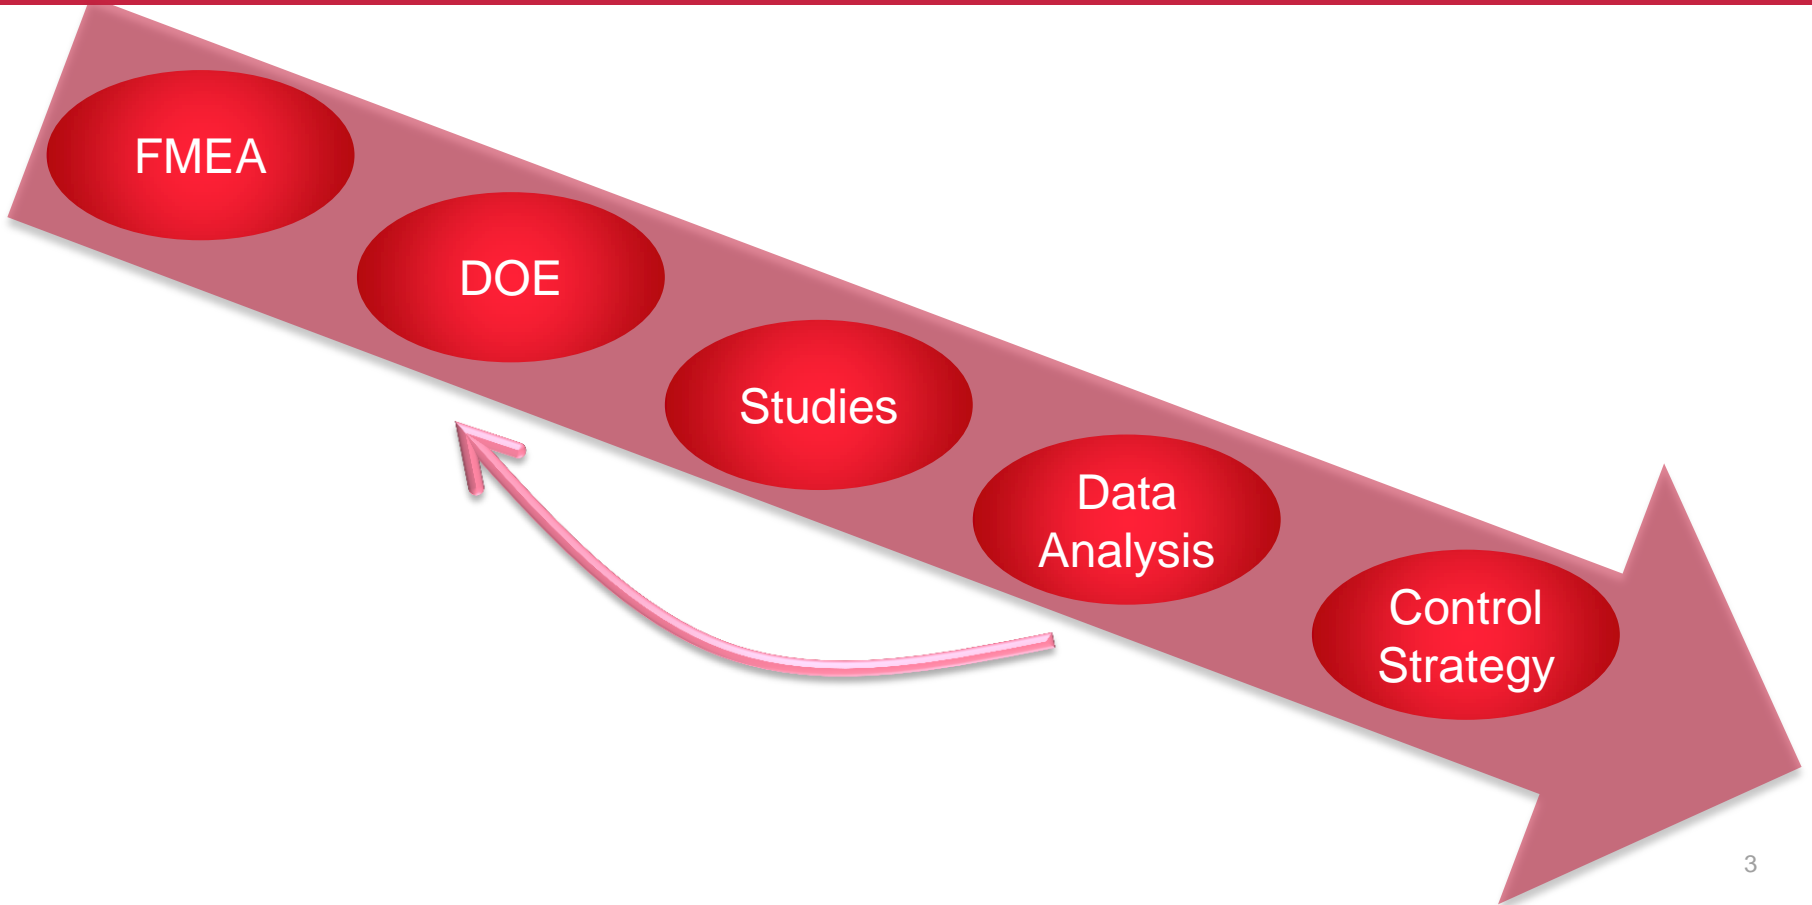 FMEA
DOE
Studies
Data
Analysis
Control
Strategy
3